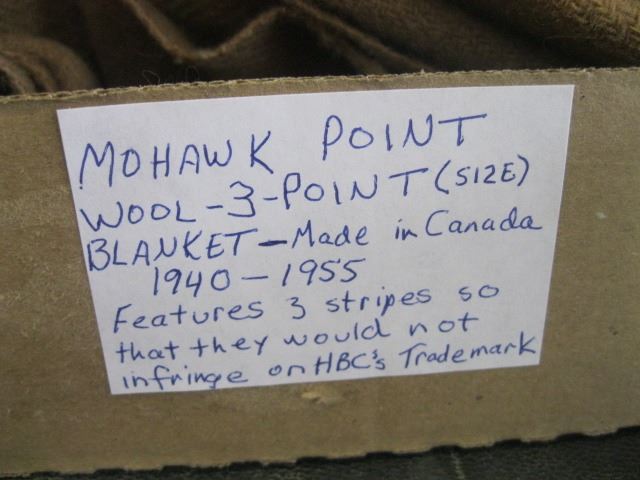 MOHAWK POINT
WOOL-3-POINT (SIZE)
BLANKET - Made in Canada
1940-1955
Features 3 stripes so
that they would not
infringe on HBC's Trademark